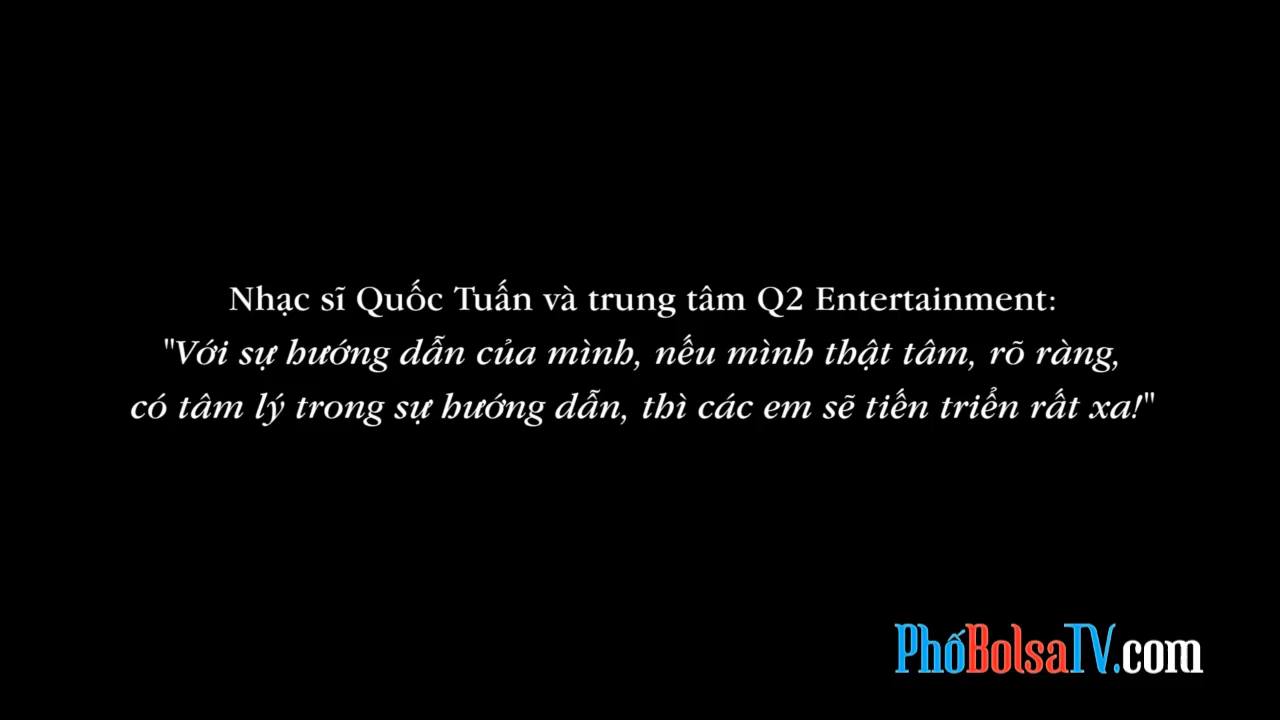 Nhạc sĩ Quốc Tuấn và trung tâm Q2 Entertainment:
"Với sự hướng dẫn của mình, nếu mình thật tâm, rõ ràng,
có tâm lý trong sự hướng dẫn, thì các em sẽ tiến triển rất xa!"
PhốBolsaTV.com